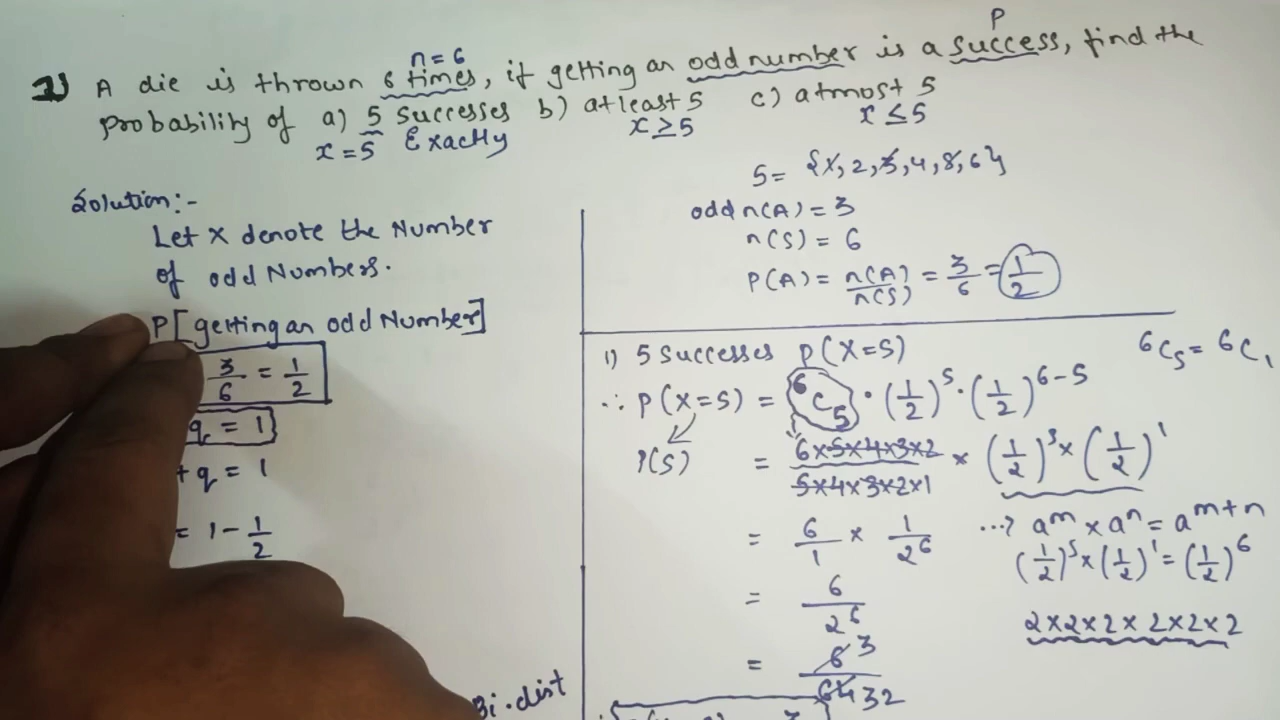 n = 6
P
1) A die is thrown 6 times, if getting an odd number is a success, find the
probability of a) 5 successes b) atleast 5 c) atmost 5
x = 5 Exactly x ≥ 5 x ≤ 5
Solution:-
Let x denote the Number
of odd Numbers.
P[getting an odd Number]
3/6 = 1/2
q = 1
+ q = 1
= 1 - 1/2
Bi. dist
S = {1, 2, 3, 4, 5, 6}
odd n(A) = 3
n(S) = 6
P(A) = n(A)/n(S) = 3/6 = 1/2
1) 5 successes P(X=5)
6C5 = 6C1
∴ P(X=5) = 6C5 · (1/2)^5 · (1/2)^6-5
P(5) = 6×5×4×3×2 / 5×4×3×2×1 × (1/2)^5 × (1/2)^1
= 6/1 × 1/2^6 ...? a^m × a^n = a^m+n
(1/2)^5 × (1/2)^1 = (1/2)^6
= 6/2^6
2×2×2×2×2×2
= 6 3 / 64 32